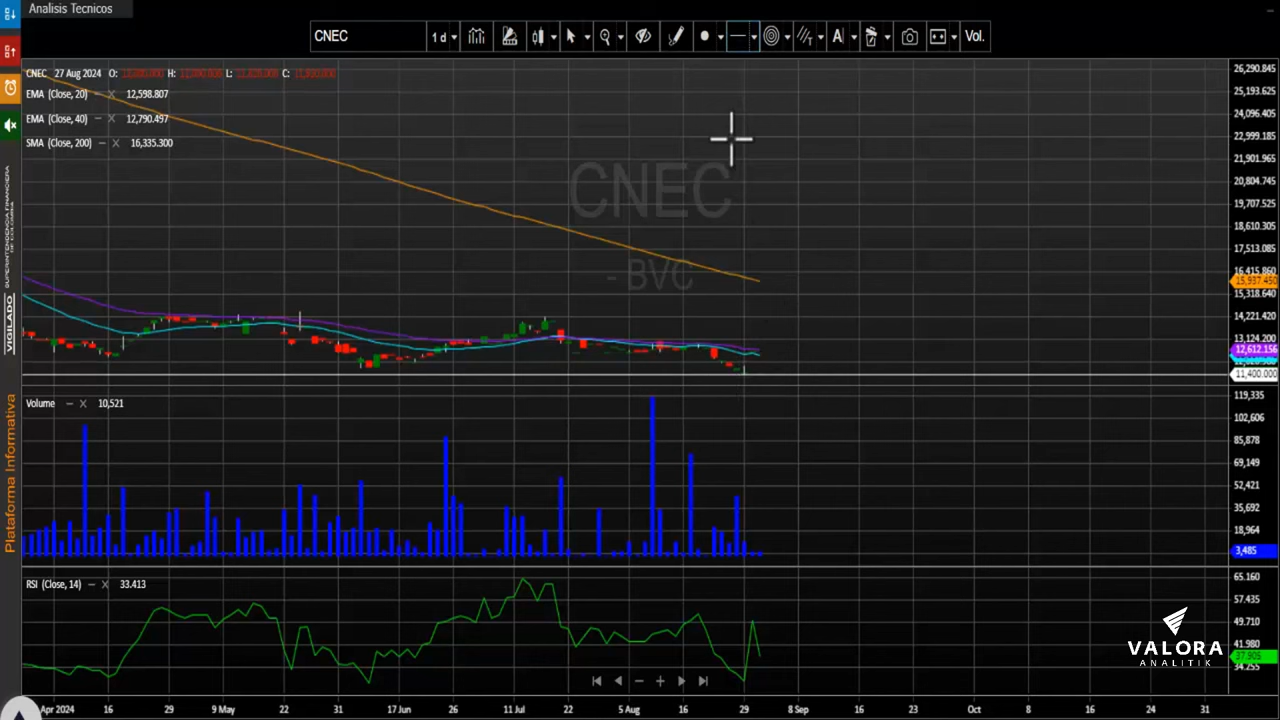 Analisis Tecnicos
CNEC
1 d
A
Vol.
CNEC 27 Aug 2024 O: H: L: C:
EMA (Close, 20) 12,598.807
EMA (Close, 40) 12,790.497
SMA (Close, 200) 16,335.300
CNEC
- BVC
26,290.845
25,193.625
24,096.405
22,999.185
21,901.965
20,804.745
19,707.525
18,610.305
17,513.085
16,415.860
15,937.450
15,318.640
14,221.420
13,124.200
12,612.156
11,400.000
Volume 10,521
119,335
102,606
85,878
69,149
52,421
35,692
18,964
3,485
RSI (Close, 14) 33.413
65.160
57.435
49.710
41.980
37.905
34.255
Apr 2024 16 29 9 May 22 31 17 Jun 26 11 Jul 22 5 Aug 16 29 8 Sep 16 23 Oct 16 24 31
VIGILADO SUPERINTENDENCIA FINANCIERA DE COLOMBIA
Plataforma Informativa
VALORA
ANALITIK